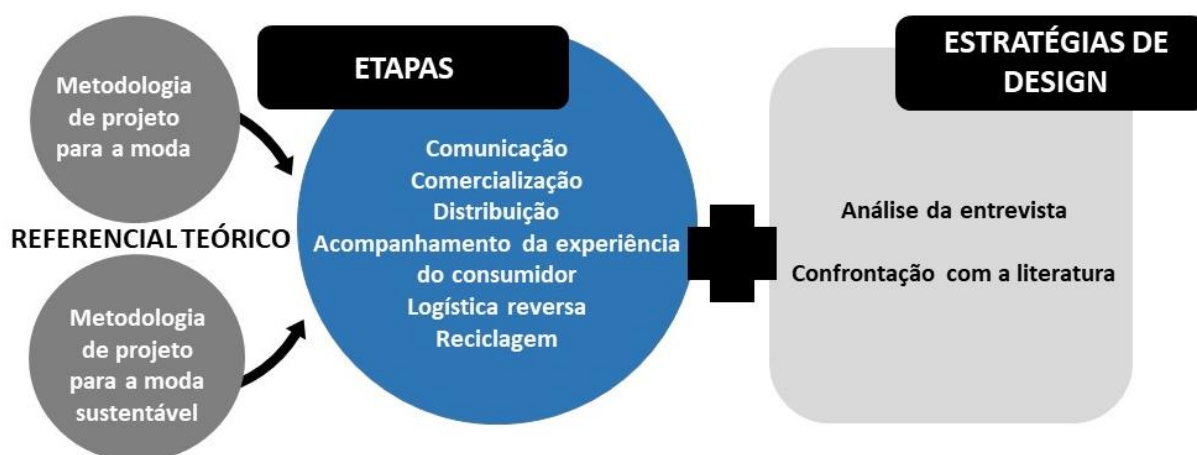 Metodologia
de projeto
para a moda
REFERENCIAL TEÓRICO
Metodologia
de projeto
para a moda
sustentável
ETAPAS
Comunicação
Comercialização
Distribuição
Acompanhamento da experiência
do consumidor
Logística reversa
Reciclagem
ESTRATÉGIAS DE
DESIGN
Análise da entrevista
Confrontação com a literatura